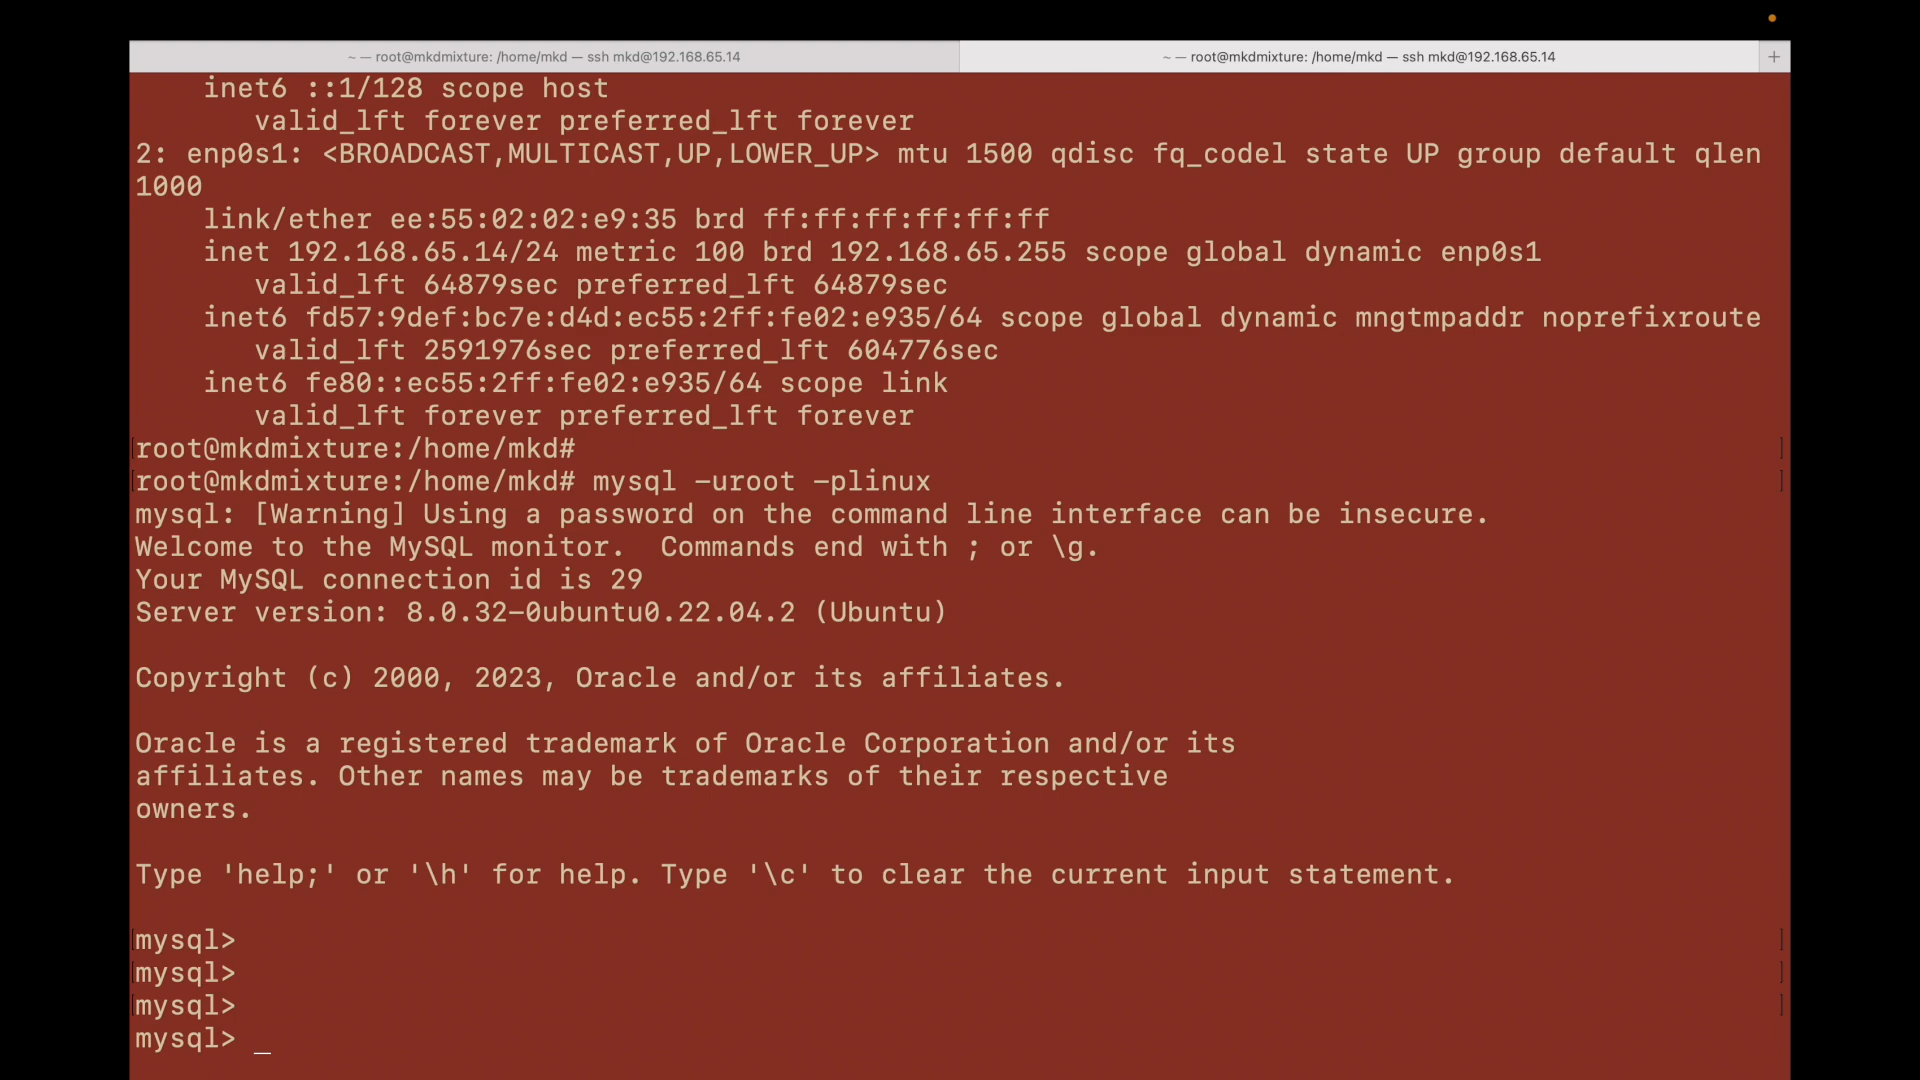 ~ — root@mkdmixture: /home/mkd — ssh mkd@192.168.65.14
~ — root@mkdmixture: /home/mkd — ssh mkd@192.168.65.14
+
inet6 ::1/128 scope host
valid_lft forever preferred_lft forever
2: enp0s1: <BROADCAST,MULTICAST,UP,LOWER_UP> mtu 1500 qdisc fq_codel state UP group default qlen
1000
link/ether ee:55:02:02:e9:35 brd ff:ff:ff:ff:ff:ff
inet 192.168.65.14/24 metric 100 brd 192.168.65.255 scope global dynamic enp0s1
valid_lft 64879sec preferred_lft 64879sec
inet6 fd57:9def:bc7e:d4d:ec55:2ff:fe02:e935/64 scope global dynamic mngtmpaddr noprefixroute
valid_lft 2591976sec preferred_lft 604776sec
inet6 fe80::ec55:2ff:fe02:e935/64 scope link
valid_lft forever preferred_lft forever
[root@mkdmixture:/home/mkd# ]
[root@mkdmixture:/home/mkd# mysql -uroot -plinux ]
mysql: [Warning] Using a password on the command line interface can be insecure.
Welcome to the MySQL monitor.  Commands end with ; or \g.
Your MySQL connection id is 29
Server version: 8.0.32-0ubuntu0.22.04.2 (Ubuntu)
Copyright (c) 2000, 2023, Oracle and/or its affiliates.
Oracle is a registered trademark of Oracle Corporation and/or its
affiliates. Other names may be trademarks of their respective
owners.
Type 'help;' or '\h' for help. Type '\c' to clear the current input statement.
[mysql> ]
[mysql> ]
[mysql> ]
mysql> _